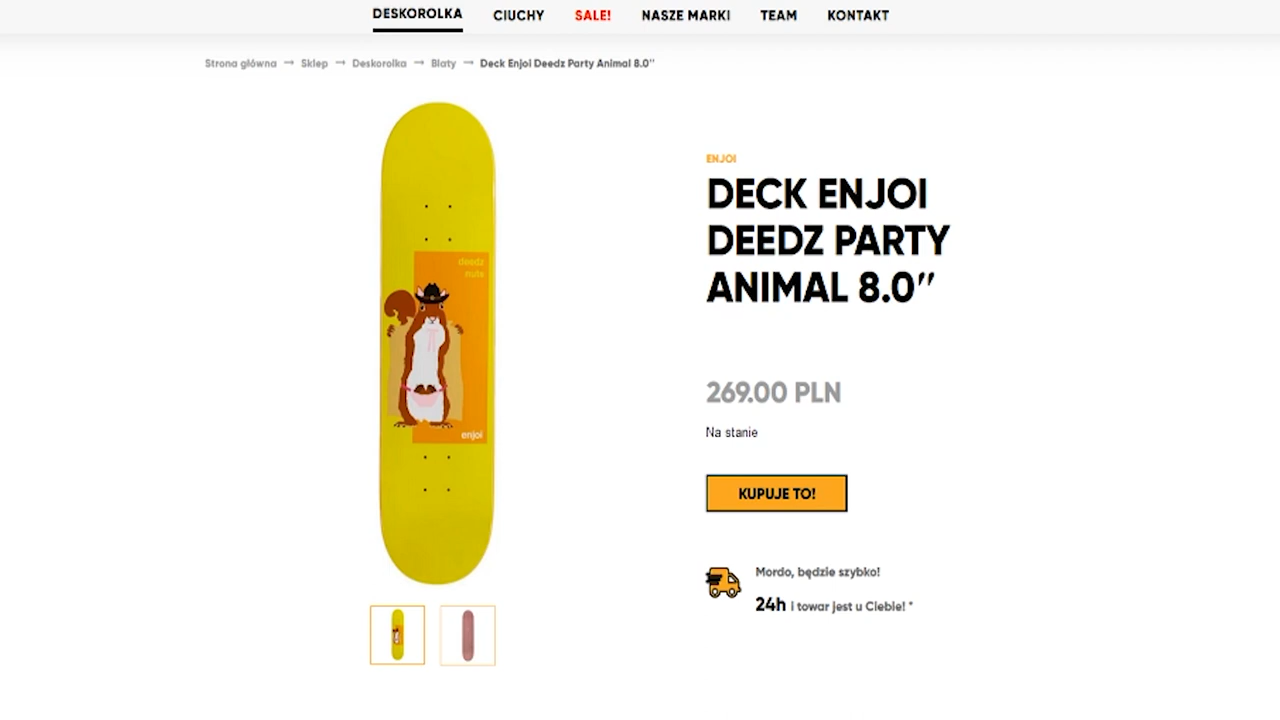 DESKOROLKA CIUCHY SALE! NASZE MARKI TEAM KONTAKT
Strona główna → Sklep → Deskorolka → Blaty → Deck Enjoi Deedz Party Animal 8.0''
deedz
nuts
enjoi
ENJOI
DECK ENJOI
DEEDZ PARTY
ANIMAL 8.0″
269.00 PLN
Na stanie
KUPUJE TO!
Mordo, będzie szybko!
24h i towar jest u Ciebie! *